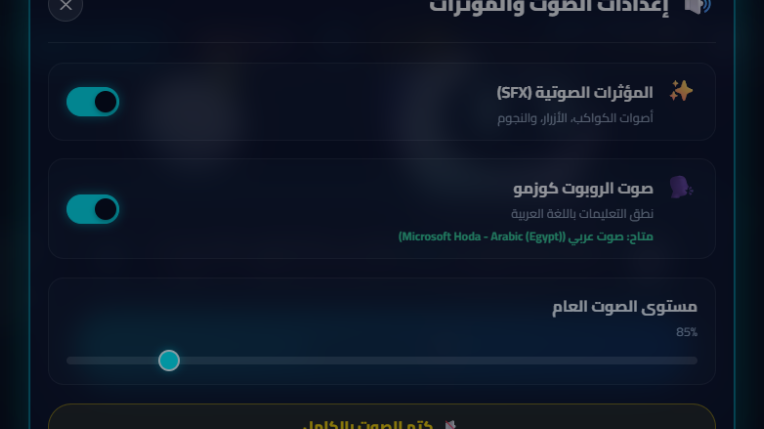 إعدادات الصوت والمؤثرات
المؤثرات الصوتية (SFX)
أصوات الكواكب، الأزرار، والنجوم
صوت الروبوت كوزمو
نطق التعليمات باللغة العربية
متاح: صوت عربي (Microsoft Hoda - Arabic (Egypt))
مستوى الصوت العام
85%
كتم الصوت بالكامل